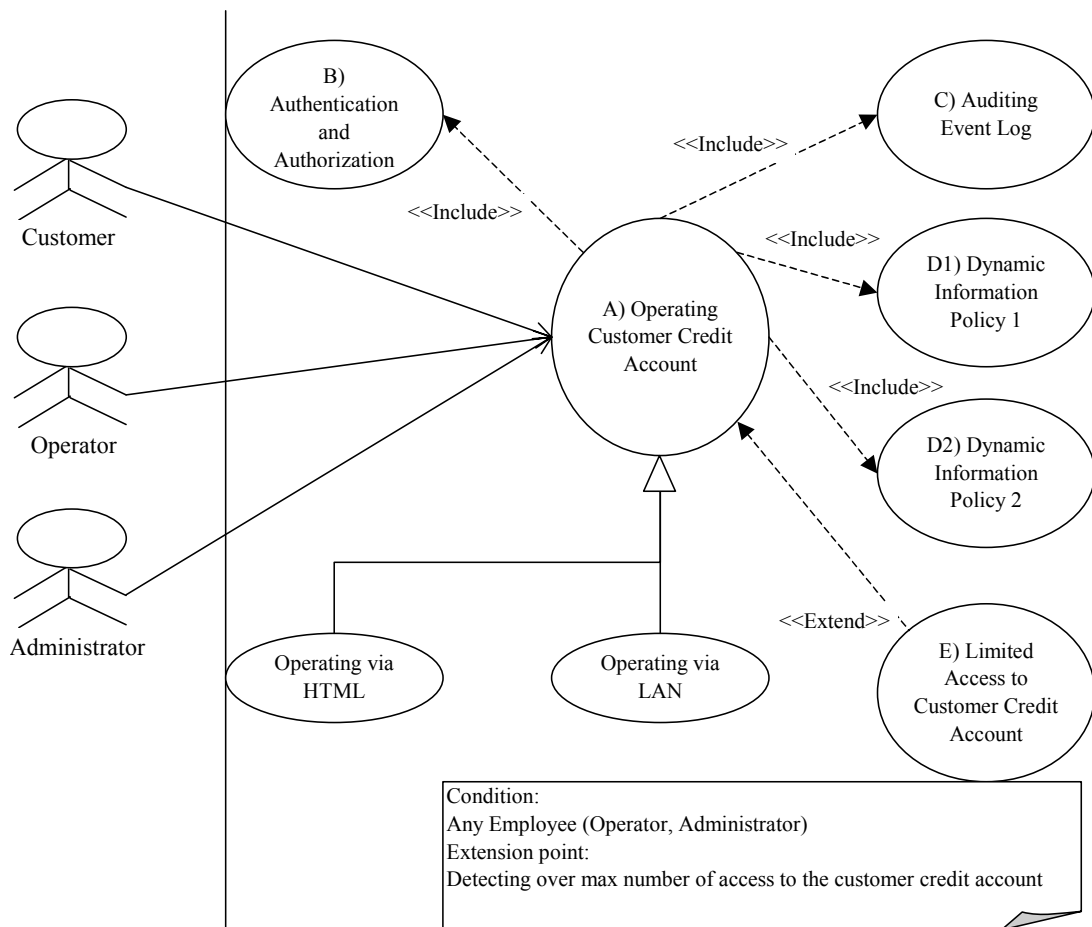 B)
Authentication
and
Authorization
C) Auditing
Event Log
<<Include>>
<<Include>>
Customer
<<Include>>
D1) Dynamic
Information
Policy 1
A) Operating
Customer Credit
Account
<<Include>>
Operator
D2) Dynamic
Information
Policy 2
Administrator
<<Extend>>
Operating via
HTML
Operating via
LAN
E) Limited
Access to
Customer Credit
Account
Condition:
Any Employee (Operator, Administrator)
Extension point:
Detecting over max number of access to the customer credit account